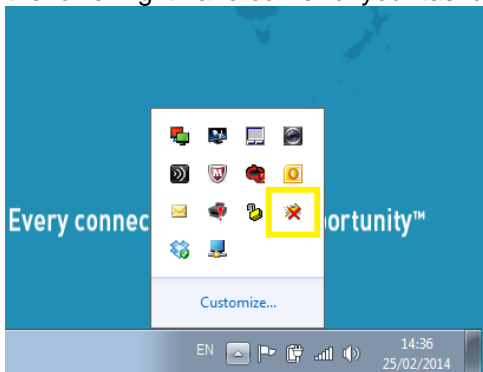 Every connec ortunity™
Customize...
EN
14:36
25/02/2014